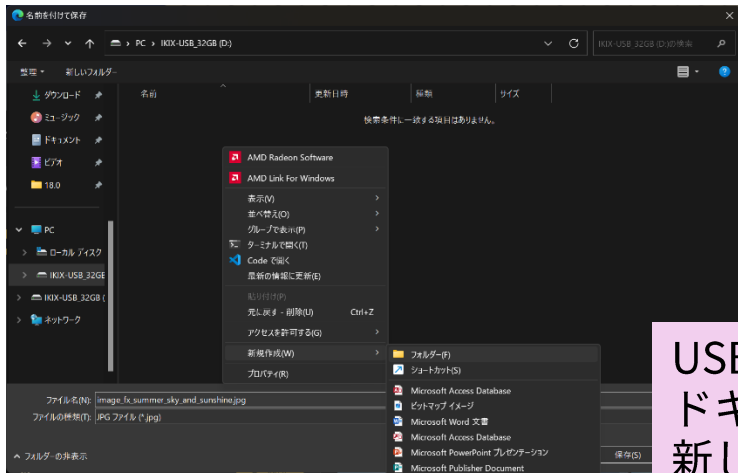 名前を付けて保存
PC › IKIX-USB_32GB (D:)
IKIX-USB_32GB (D:)の検索
整理 新しいフォルダー
名前 更新日時 種類 サイズ
検索条件に一致する項目はありません。
ダウンロード
ミュージック
ドキュメント
ビデオ
18.0
PC
ローカル ディスク
IKIX-USB_32GE
IKIX-USB_32GB (
ネットワーク
AMD Radeon Software
AMD Link For Windows
表示(V)
並べ替え(O)
グループで表示(P)
ターミナルで開く(T)
Code で開く
最新の情報に更新(E)
貼り付け(P)
元に戻す - 削除(U) Ctrl+Z
アクセスを許可する(G)
新規作成(W)
プロパティ(R)
フォルダー(F)
ショートカット(S)
Microsoft Access Database
ビットマップ イメージ
Microsoft Word 文書
Microsoft Access Database
Microsoft PowerPoint プレゼンテーション
Microsoft Publisher Document
ファイル名(N): image_fx_summer_sky_and_sunshine.jpg
ファイルの種類(T): JPG ファイル (*.jpg)
フォルダーの非表示
保存(S)
USB
ドキ
新し